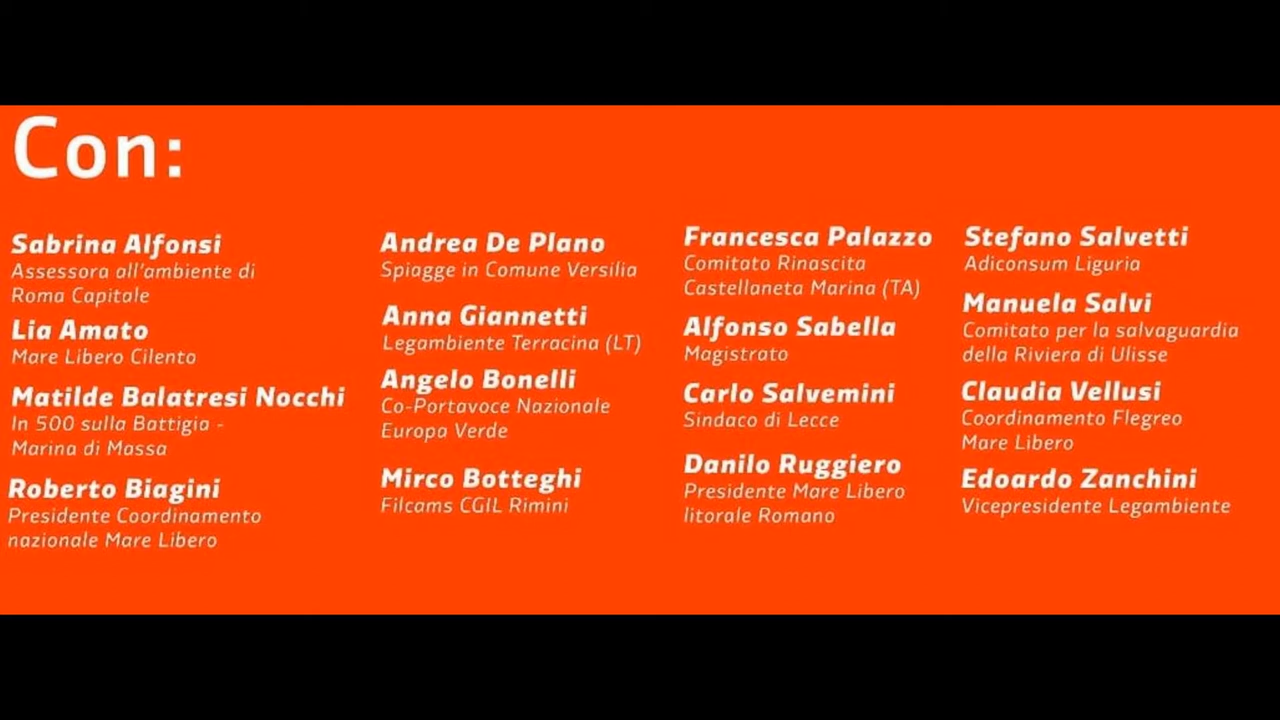 Con:
Sabrina Alfonsi
Assessora all'ambiente di
Roma Capitale
Lia Amato
Mare Libero Cilento
Matilde Balatresi Nocchi
In 500 sulla Battigia -
Marina di Massa
Roberto Biagini
Presidente Coordinamento
nazionale Mare Libero
Andrea De Plano
Spiagge in Comune Versilia
Anna Giannetti
Legambiente Terracina (LT)
Angelo Bonelli
Co-Portavoce Nazionale
Europa Verde
Mirco Botteghi
Filcams CGIL Rimini
Francesca Palazzo
Comitato Rinascita
Castellaneta Marina (TA)
Alfonso Sabella
Magistrato
Carlo Salvemini
Sindaco di Lecce
Danilo Ruggiero
Presidente Mare Libero
litorale Romano
Stefano Salvetti
Adiconsum Liguria
Manuela Salvi
Comitato per la salvaguardia
della Riviera di Ulisse
Claudia Vellusi
Coordinamento Flegreo
Mare Libero
Edoardo Zanchini
Vicepresidente Legambiente